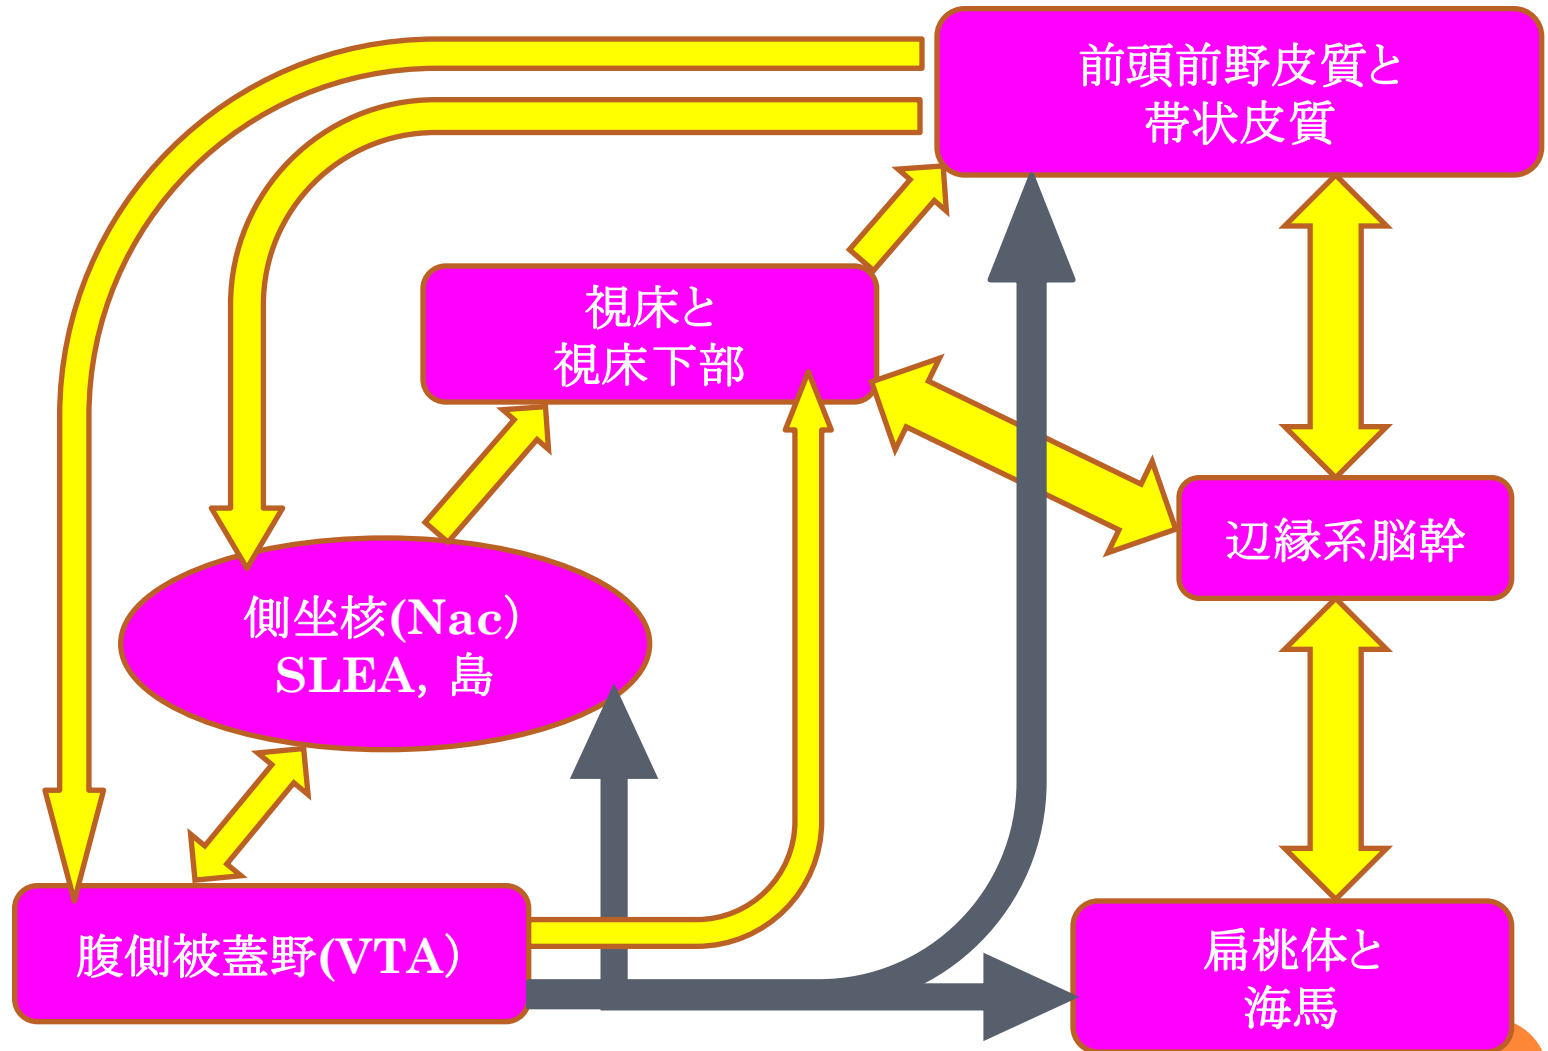 前頭前野皮質と
帯状皮質
視床と
視床下部
辺縁系脳幹
側坐核(Nac）
SLEA, 島
腹側被蓋野(VTA）
扁桃体と
海馬